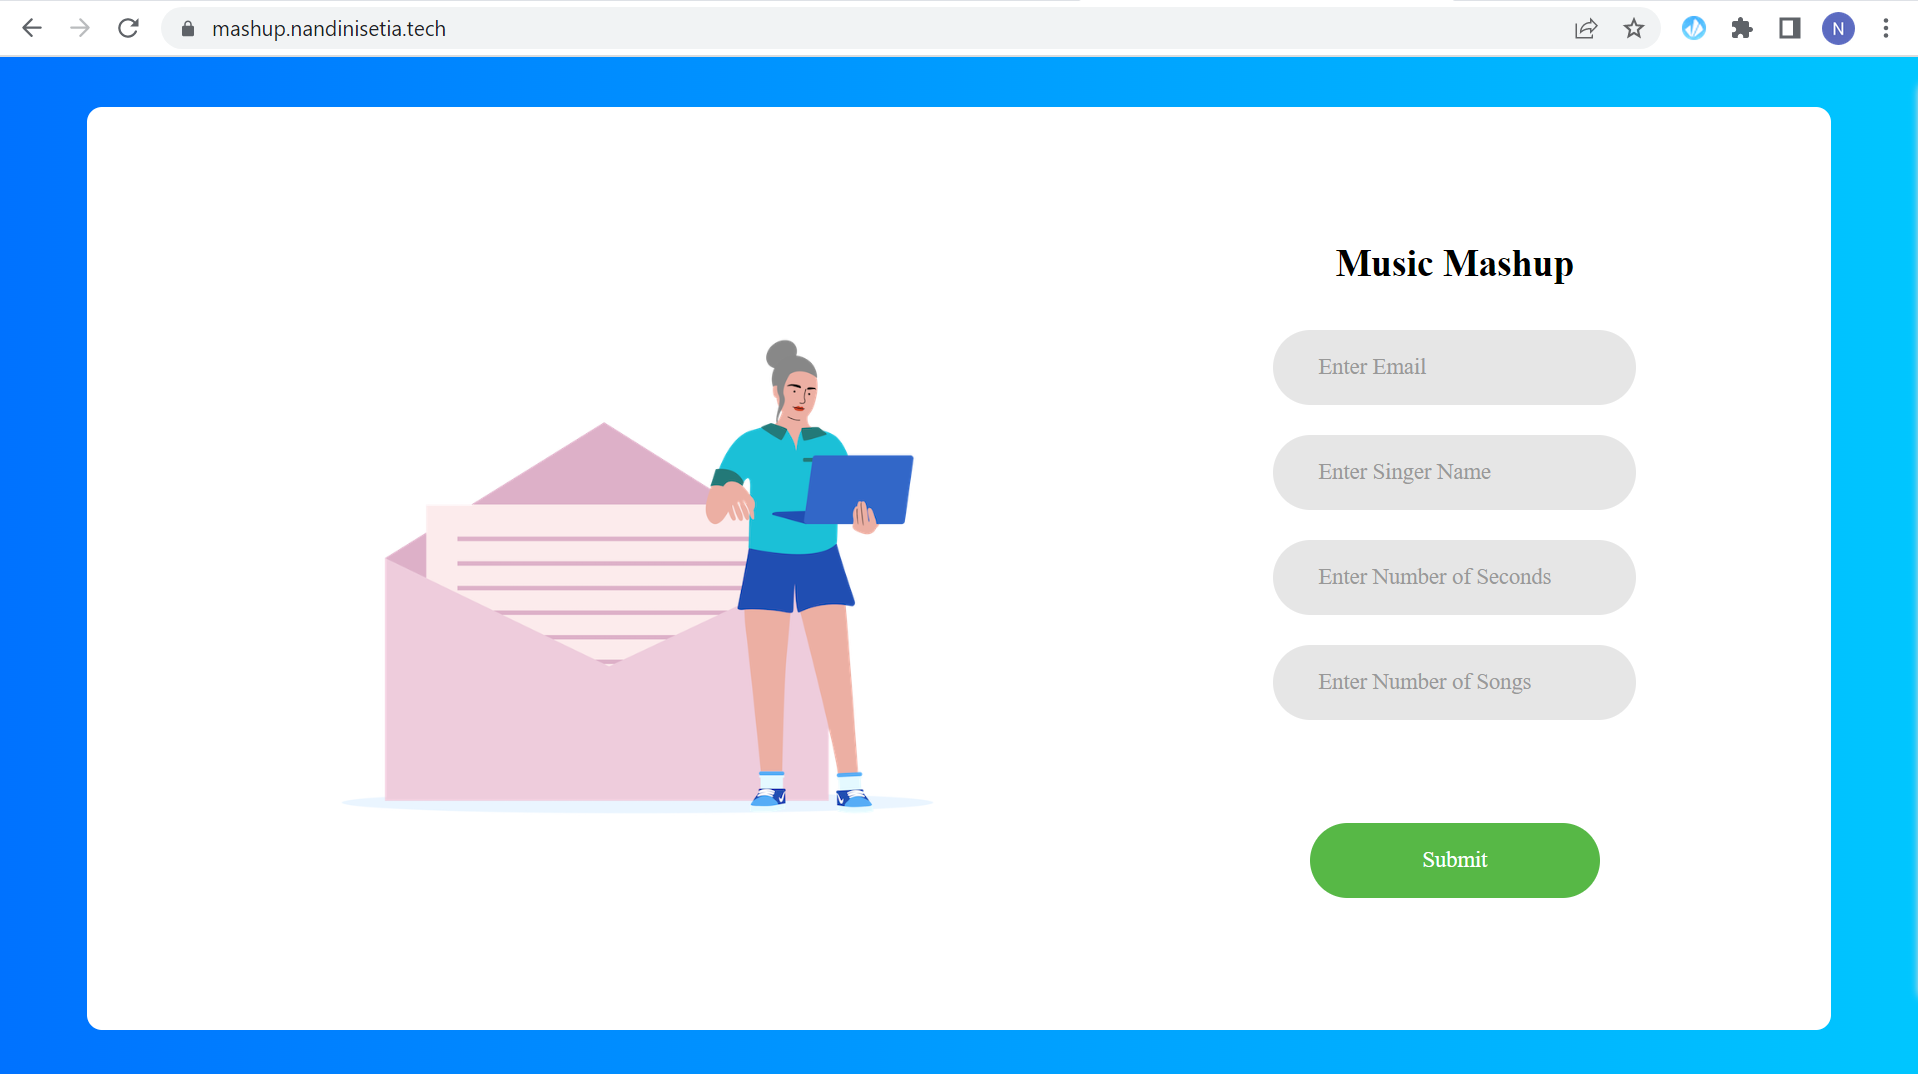 mashup.nandinisetia.tech
N
Music Mashup
Enter Email
Enter Singer Name
Enter Number of Seconds
Enter Number of Songs
Submit